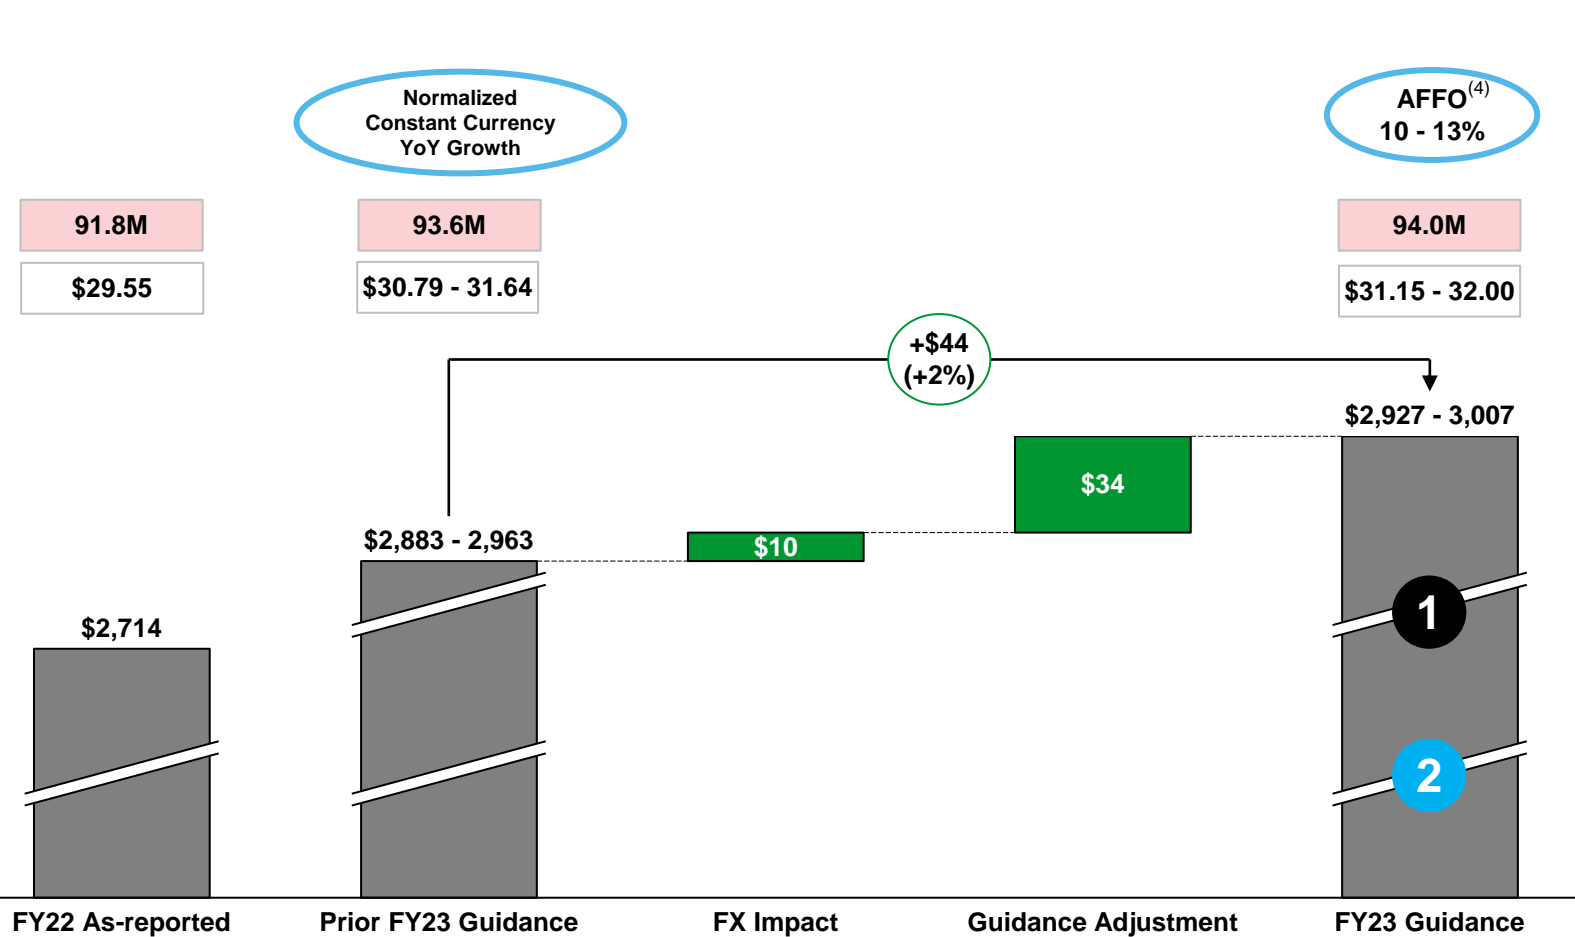 Normalized
Constant Currency
YoY Growth
AFFO(4)
10 - 13%
91.8M
93.6M
94.0M
$29.55
$30.79 - 31.64
$31.15 - 32.00
+$44
(+2%)
$2,927 - 3,007
$34
$2,883 - 2,963
$10
1
$2,714
2
FY22 As-reported
Prior FY23 Guidance
FX Impact
Guidance Adjustment
FY23 Guidance